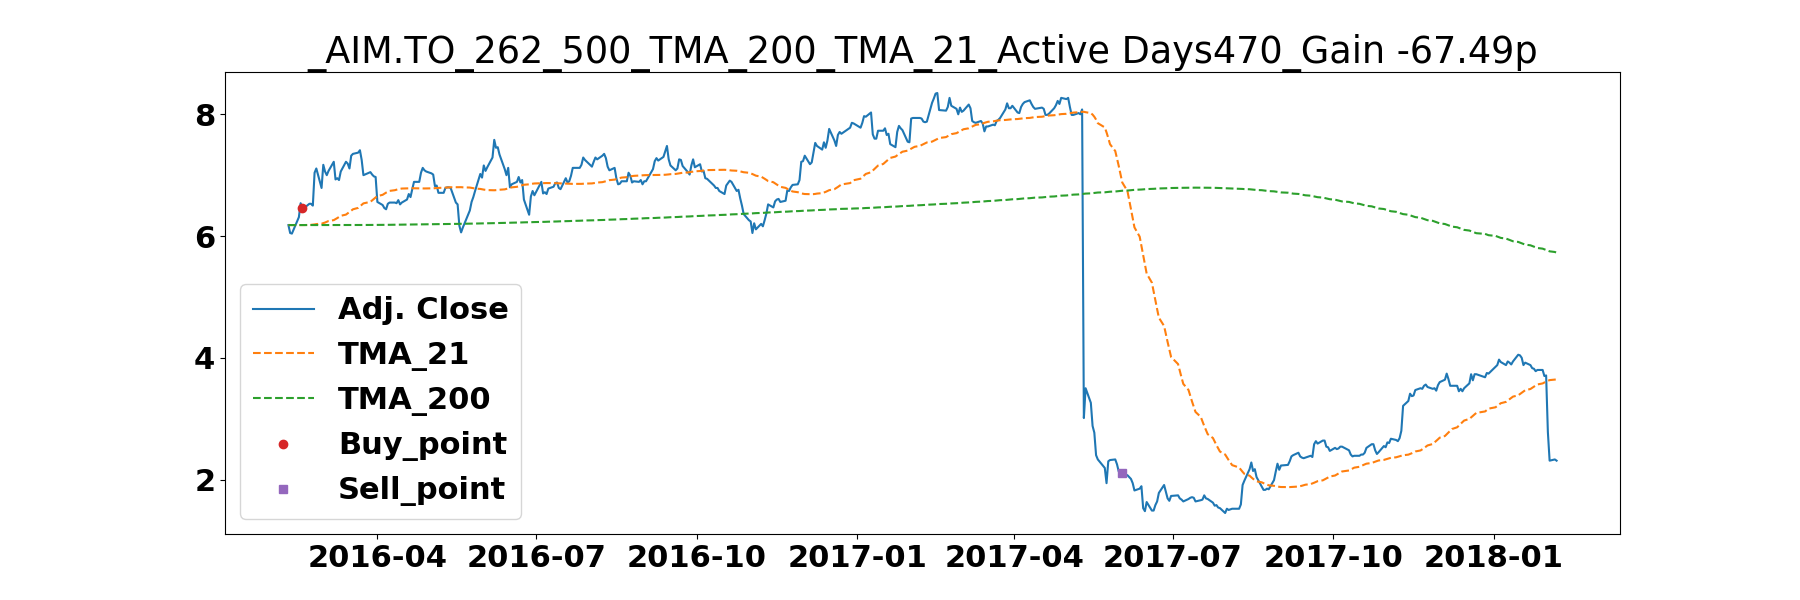 _AIM.TO_262_500_TMA_200_TMA_21_Active Days470_Gain -67.49p
8
6
4
2
Adj. Close
TMA_21
TMA_200
Buy_point
Sell_point
2016-04 2016-07 2016-10 2017-01 2017-04 2017-07 2017-10 2018-01